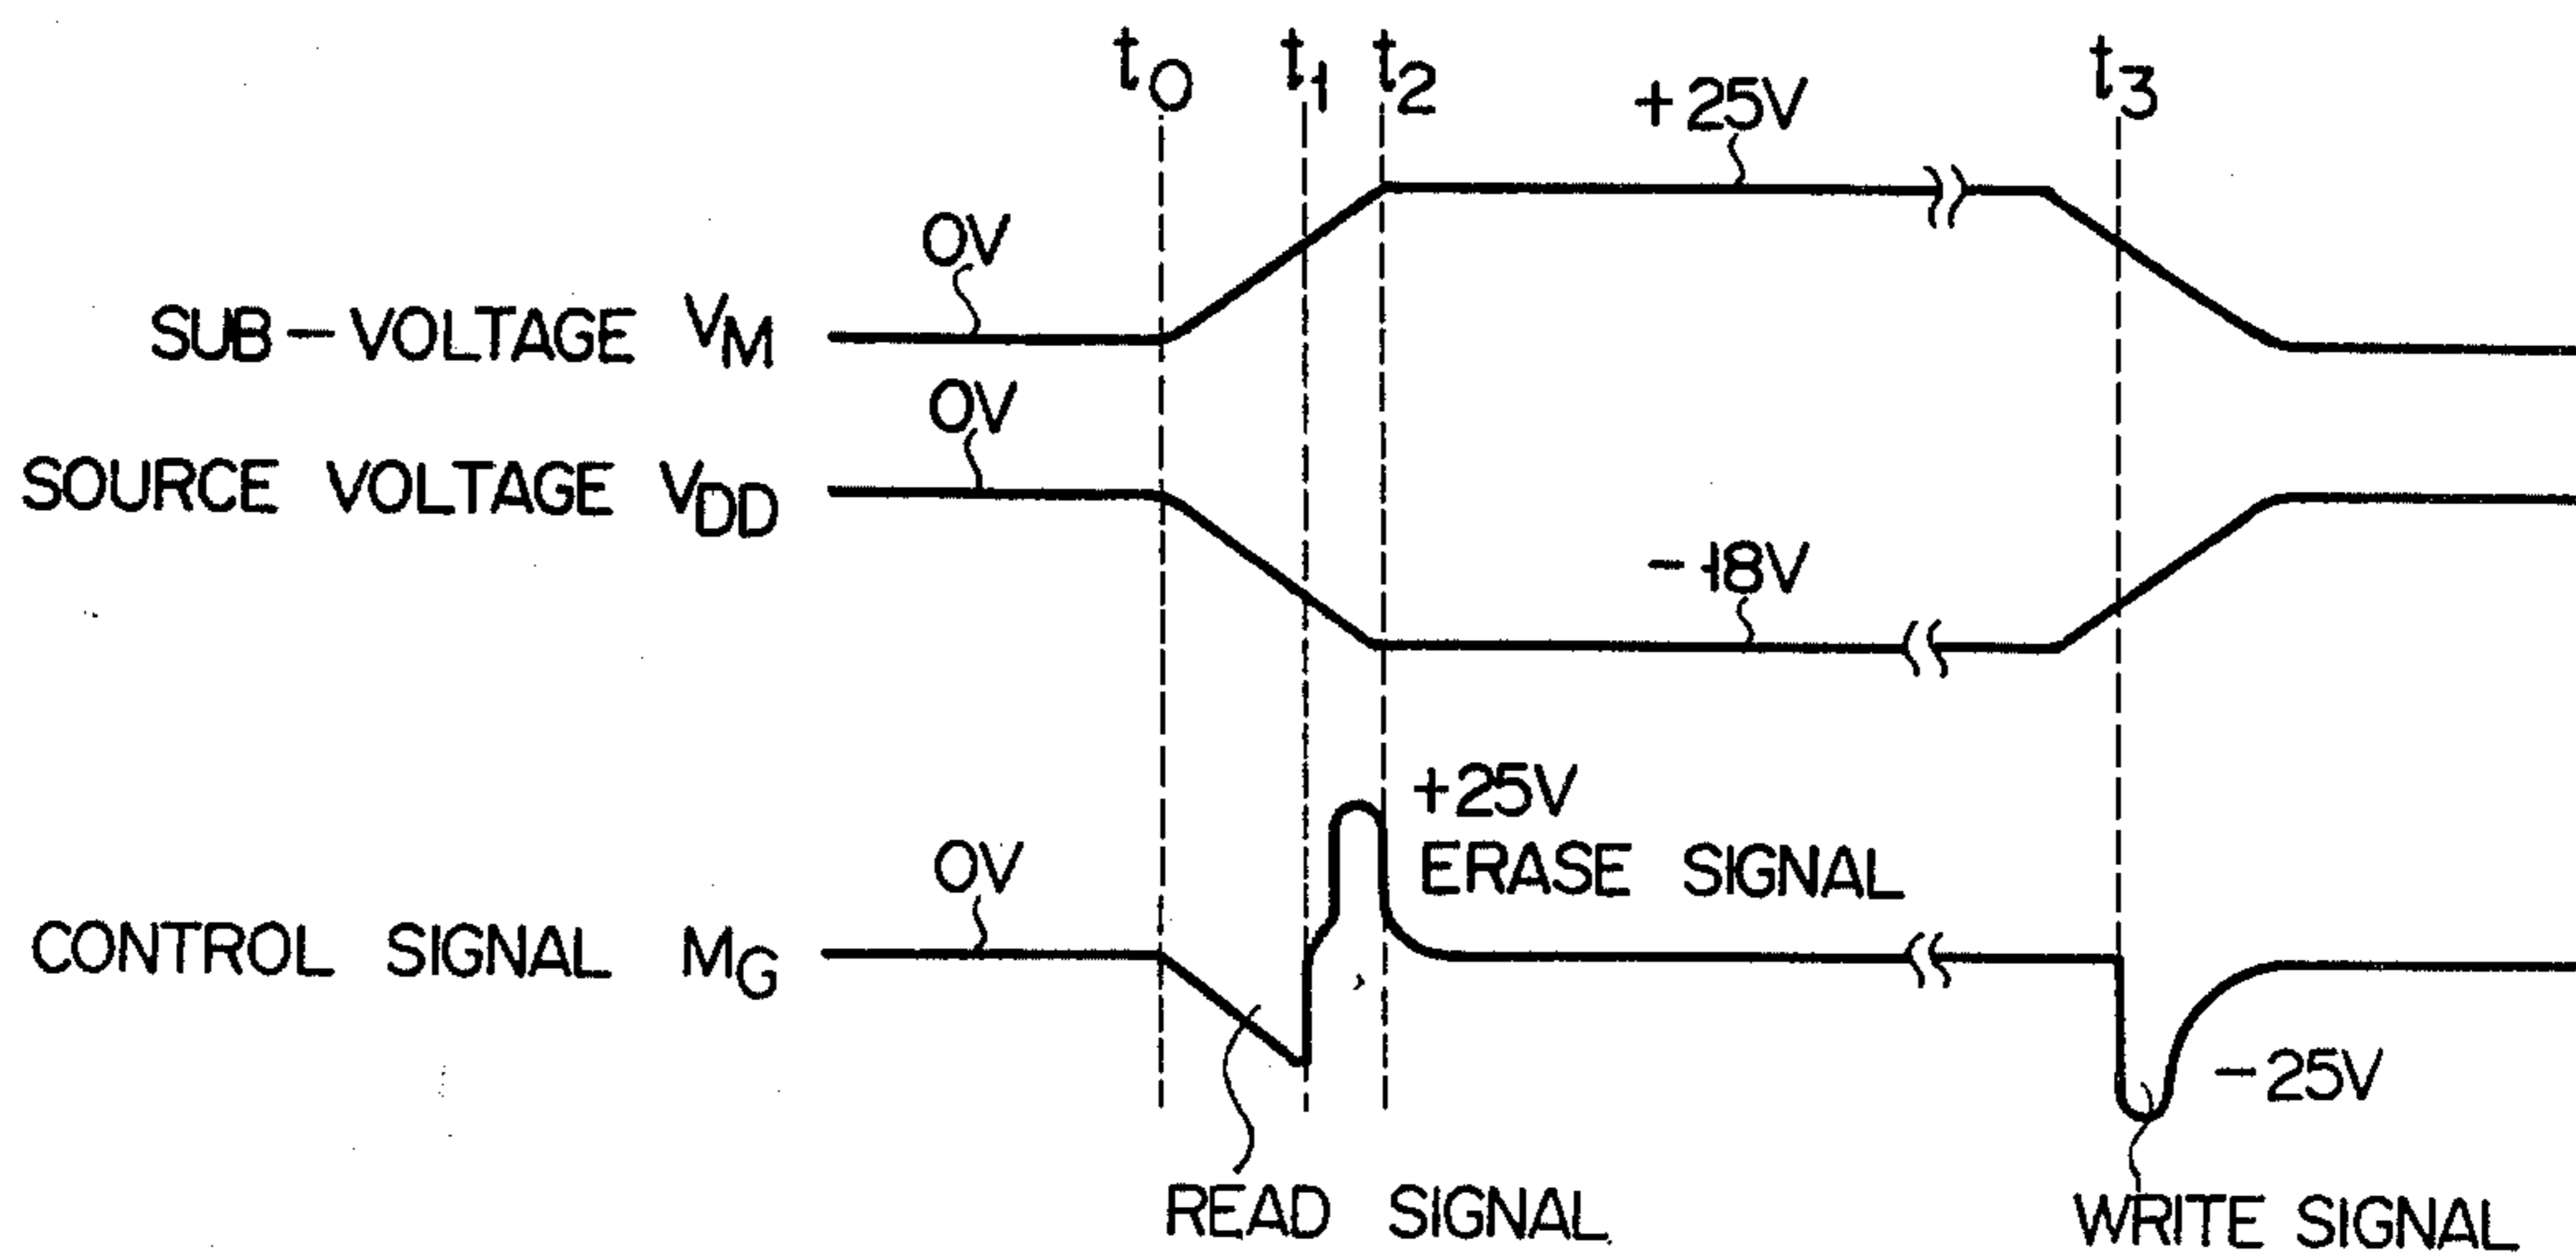 t0 t1 t2 t3
+25V
0V
SUB-VOLTAGE VM
0V
SOURCE VOLTAGE VDD
-18V
+25V
ERASE SIGNAL
0V
CONTROL SIGNAL MG
-25V
READ SIGNAL
WRITE SIGNAL